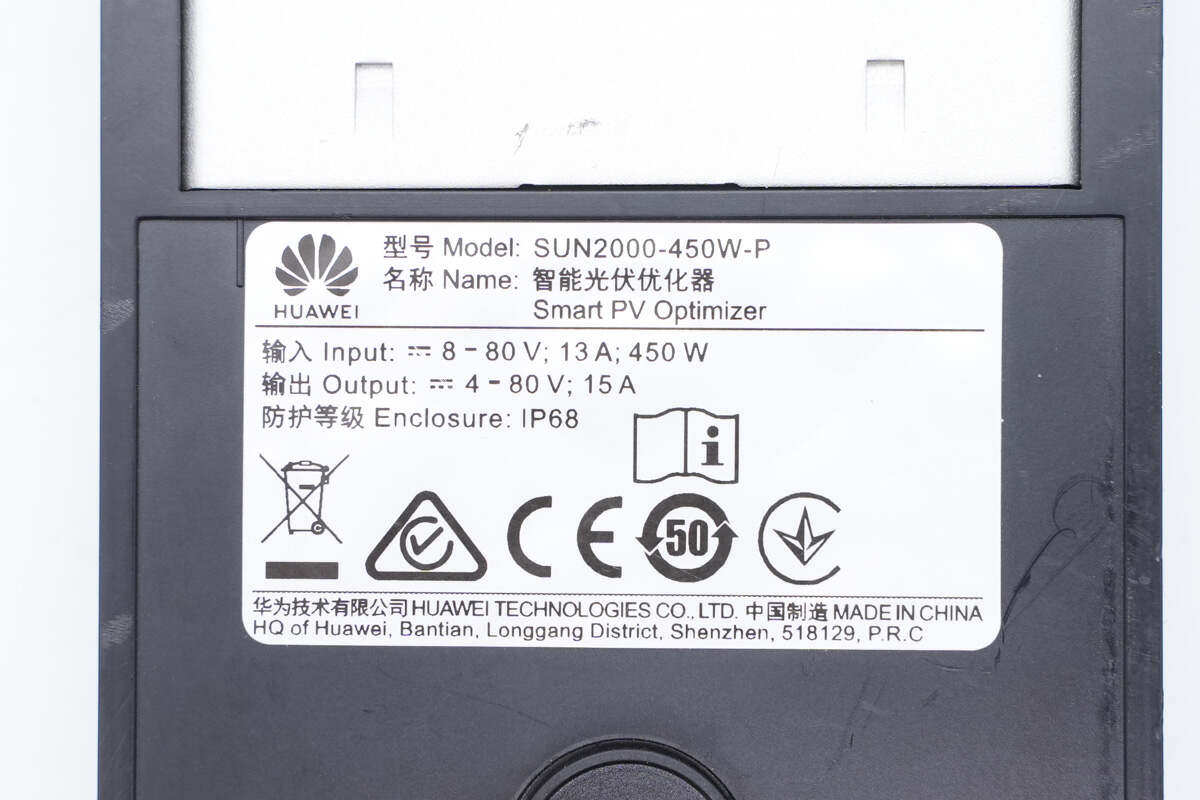 HUAWEI
型号 Model: SUN2000-450W-P
名称 Name: 智能光伏优化器
Smart PV Optimizer
输入 Input: ⎓ 8 - 80 V; 13 A; 450 W
输出 Output: ⎓ 4 - 80 V; 15 A
防护等级 Enclosure: IP68
i
C
CE
50
华为技术有限公司 HUAWEI TECHNOLOGIES CO., LTD. 中国制造 MADE IN CHINA
HQ of Huawei, Bantian, Longgang District, Shenzhen, 518129, P.R.C